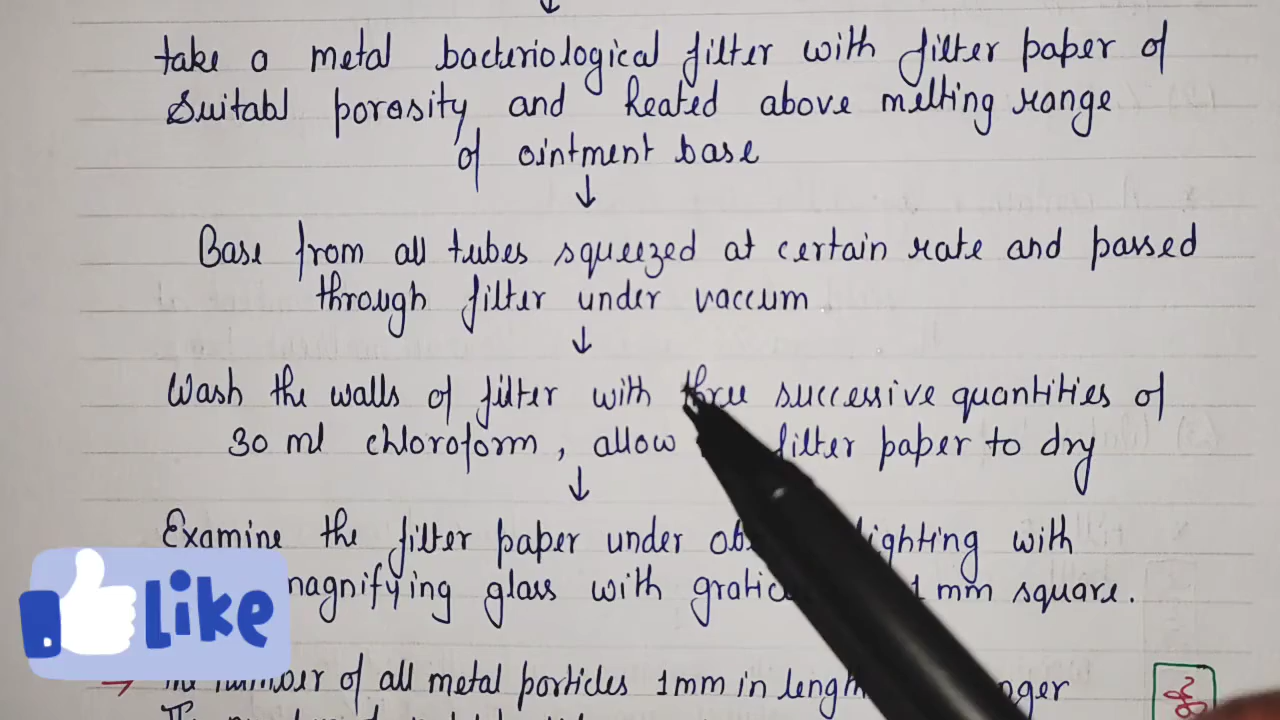 take a metal bacteriological filter with filter paper of
Suitabl porosity and heated above melting range
of ointment base
↓
Base from all tubes squeezed at certain rate and passed
through filter under vaccum
↓
Wash the walls of filter with three successive quantities of
30 ml chloroform, allow filter paper to dry
↓
Examine the filter paper under lighting with
magnifying glass with 1 mm square.
→ The number of all metal particles 1mm in
Like